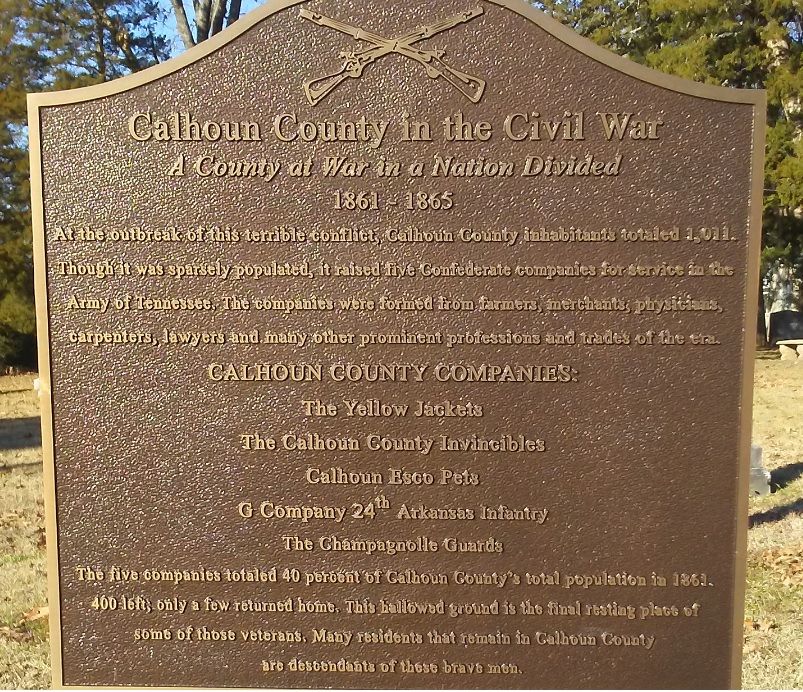 Calhoun County in the Civil War
A County at War in a Nation Divided
1861 - 1865
At the outbreak of this terrible conflict, Calhoun County inhabitants totaled 1,011.
Though it was sparsely populated, it raised five Confederate companies for service in the
Army of Tennessee. The companies were formed from farmers, merchants, physicians,
carpenters, lawyers and many other prominent professions and trades of the era.
CALHOUN COUNTY COMPANIES:
The Yellow Jackets
The Calhoun County Invincibles
Calhoun Esco Pets
G Company 24th Arkansas Infantry
The Champagnolle Guards
The five companies totaled 40 percent of Calhoun County's total population in 1861.
400 left; only a few returned home. This hallowed ground is the final resting place of
some of those veterans. Many residents that remain in Calhoun County
are descendants of these brave men.